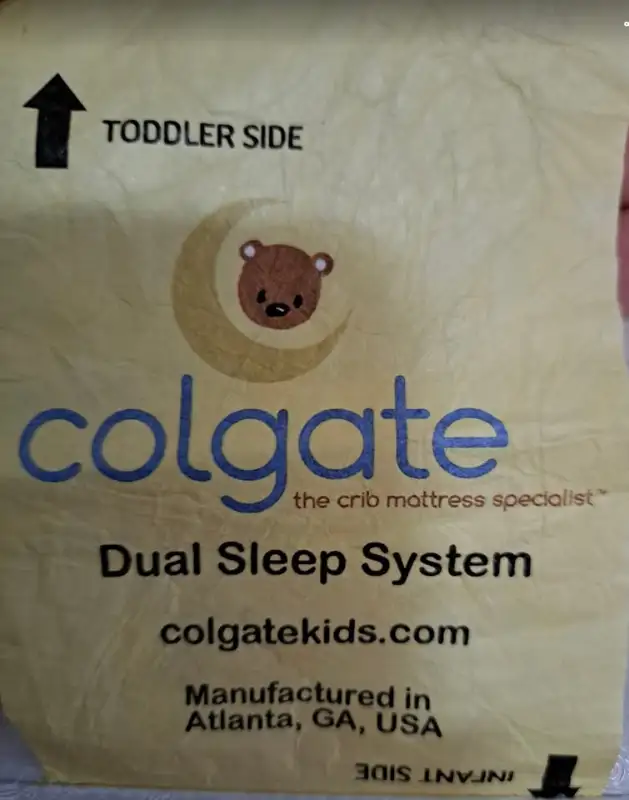 TODDLER SIDE
colgate
the crib mattress specialist™
Dual Sleep System
colgatekids.com
Manufactured in
Atlanta, GA, USA
INFANT SIDE